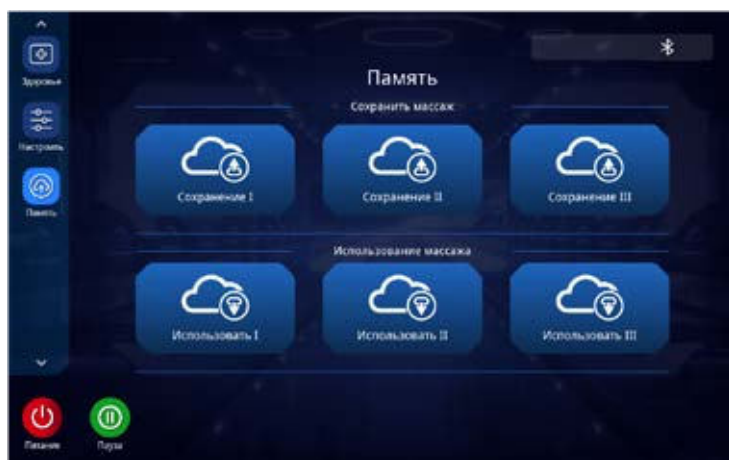 Память
Сохранить массаж
Сохранение I
Сохранение II
Сохранение III
Использование массажа
Использовать I
Использовать II
Использовать III
Здоровье
Настроить
Память
Питание
Пауза